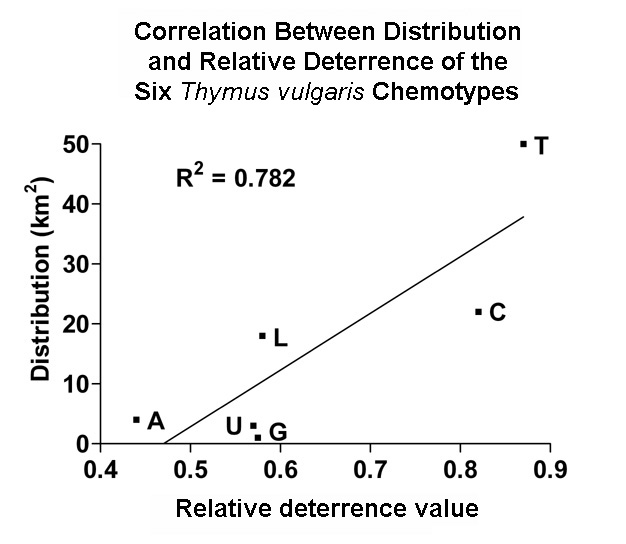 Correlation Between Distribution
and Relative Deterrence of the
Six Thymus vulgaris Chemotypes
R² = 0.782
Distribution (km²)
50
40
30
20
10
0
T
C
L
A
U
G
0.4 0.5 0.6 0.7 0.8 0.9
Relative deterrence value